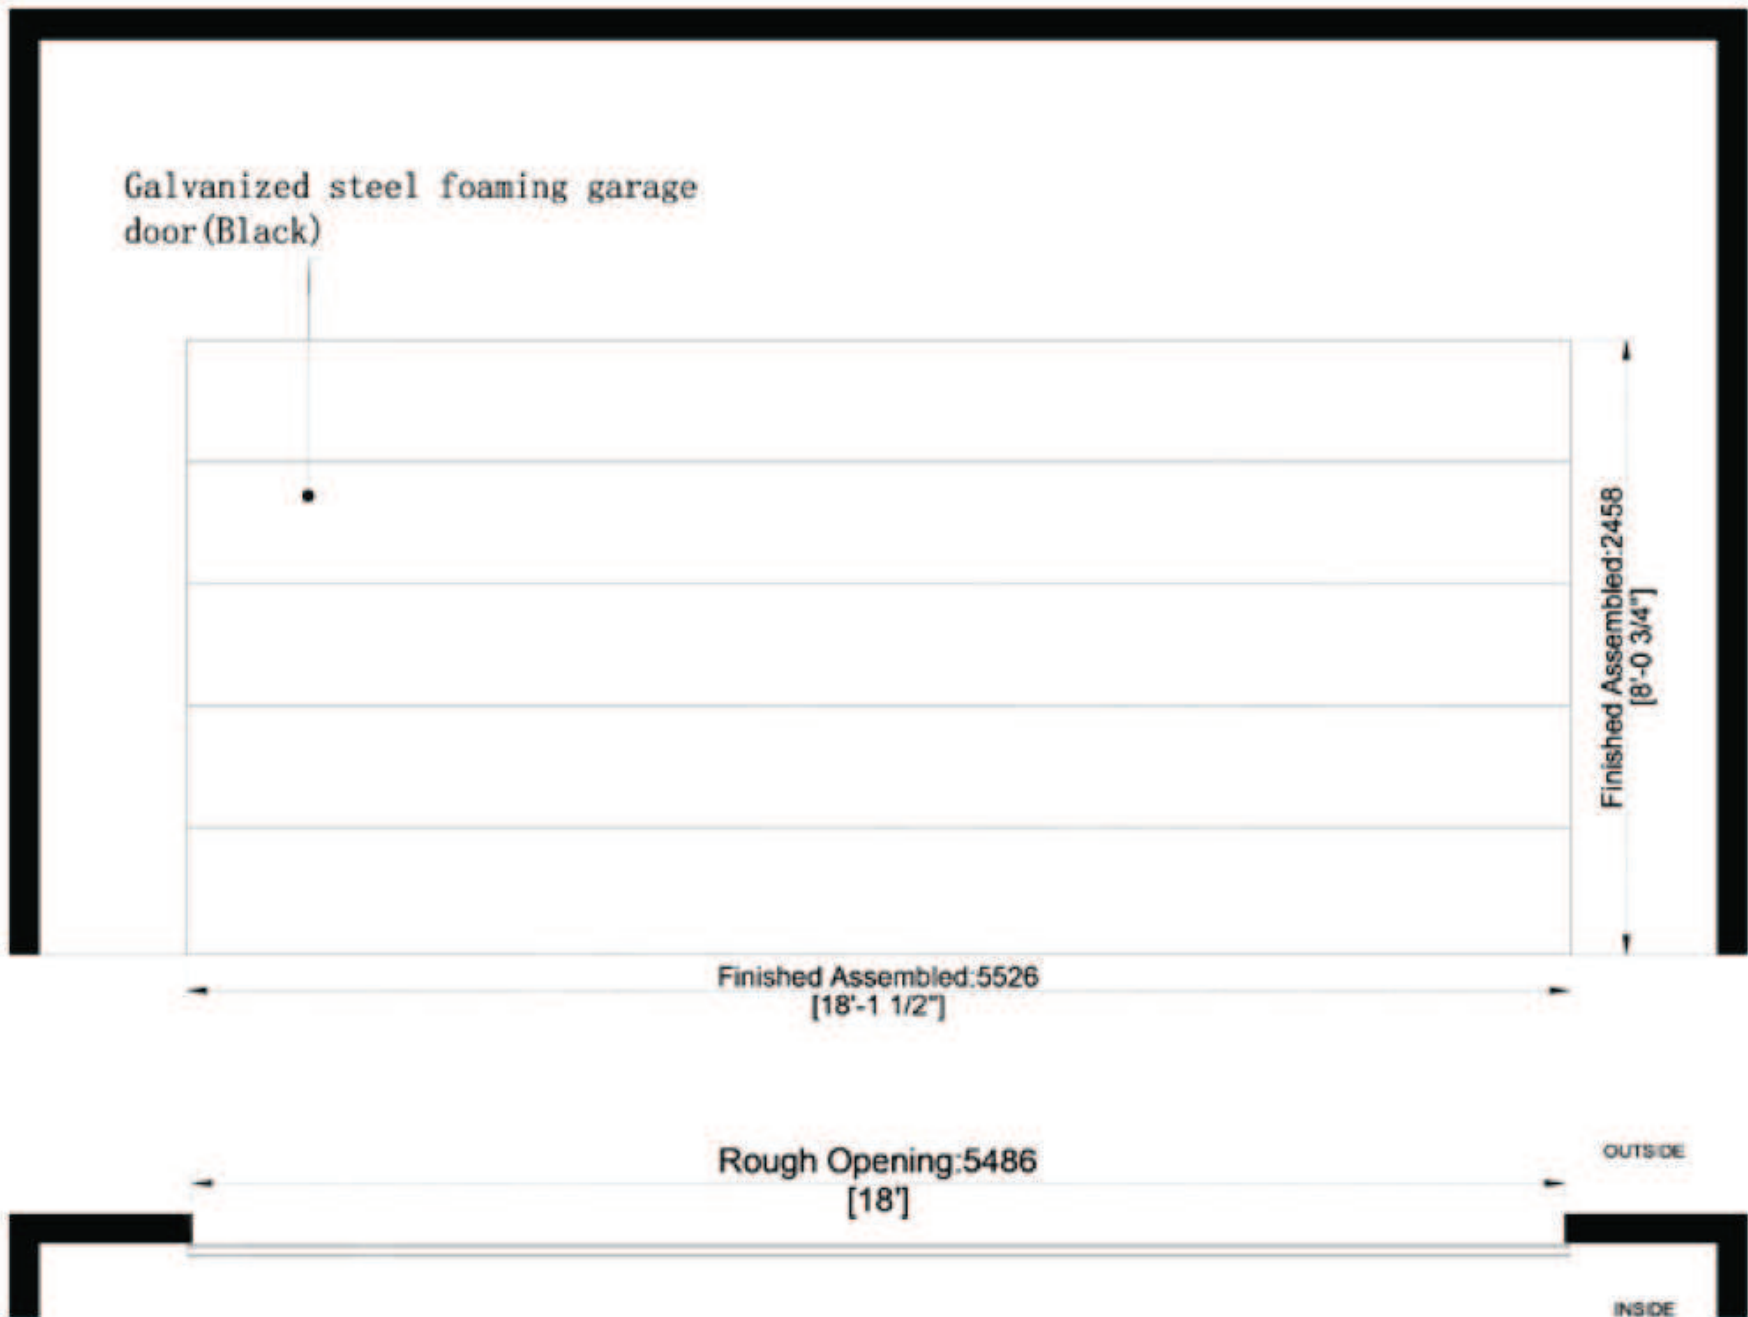 Galvanized steel foaming garage
door(Black)
Finished Assembled:2458
[8'-0 3/4"]
Finished Assembled:5526
[18'-1 1/2"]
Rough Opening:5486
[18']
OUTSIDE
INSIDE